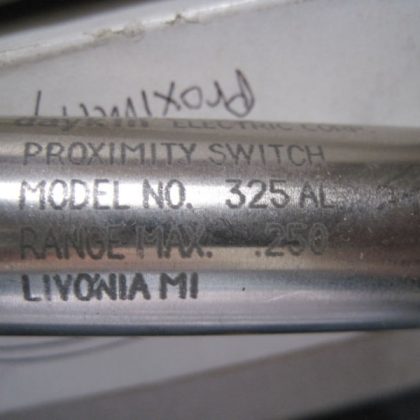 PROXIMITY
ELECTRIC CORP.
PROXIMITY SWITCH
MODEL NO. 325 AL
RANGE MAX. .250
LIVONIA MI